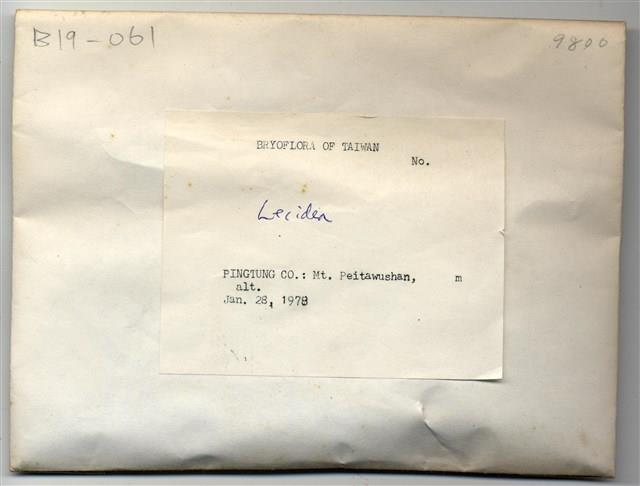 B19-061
9800
BRYOFLORA OF TAIWAN
No.
Lecidea
PINGTUNG CO.: Mt. Peitawushan, m
alt.
Jan. 28, 1978